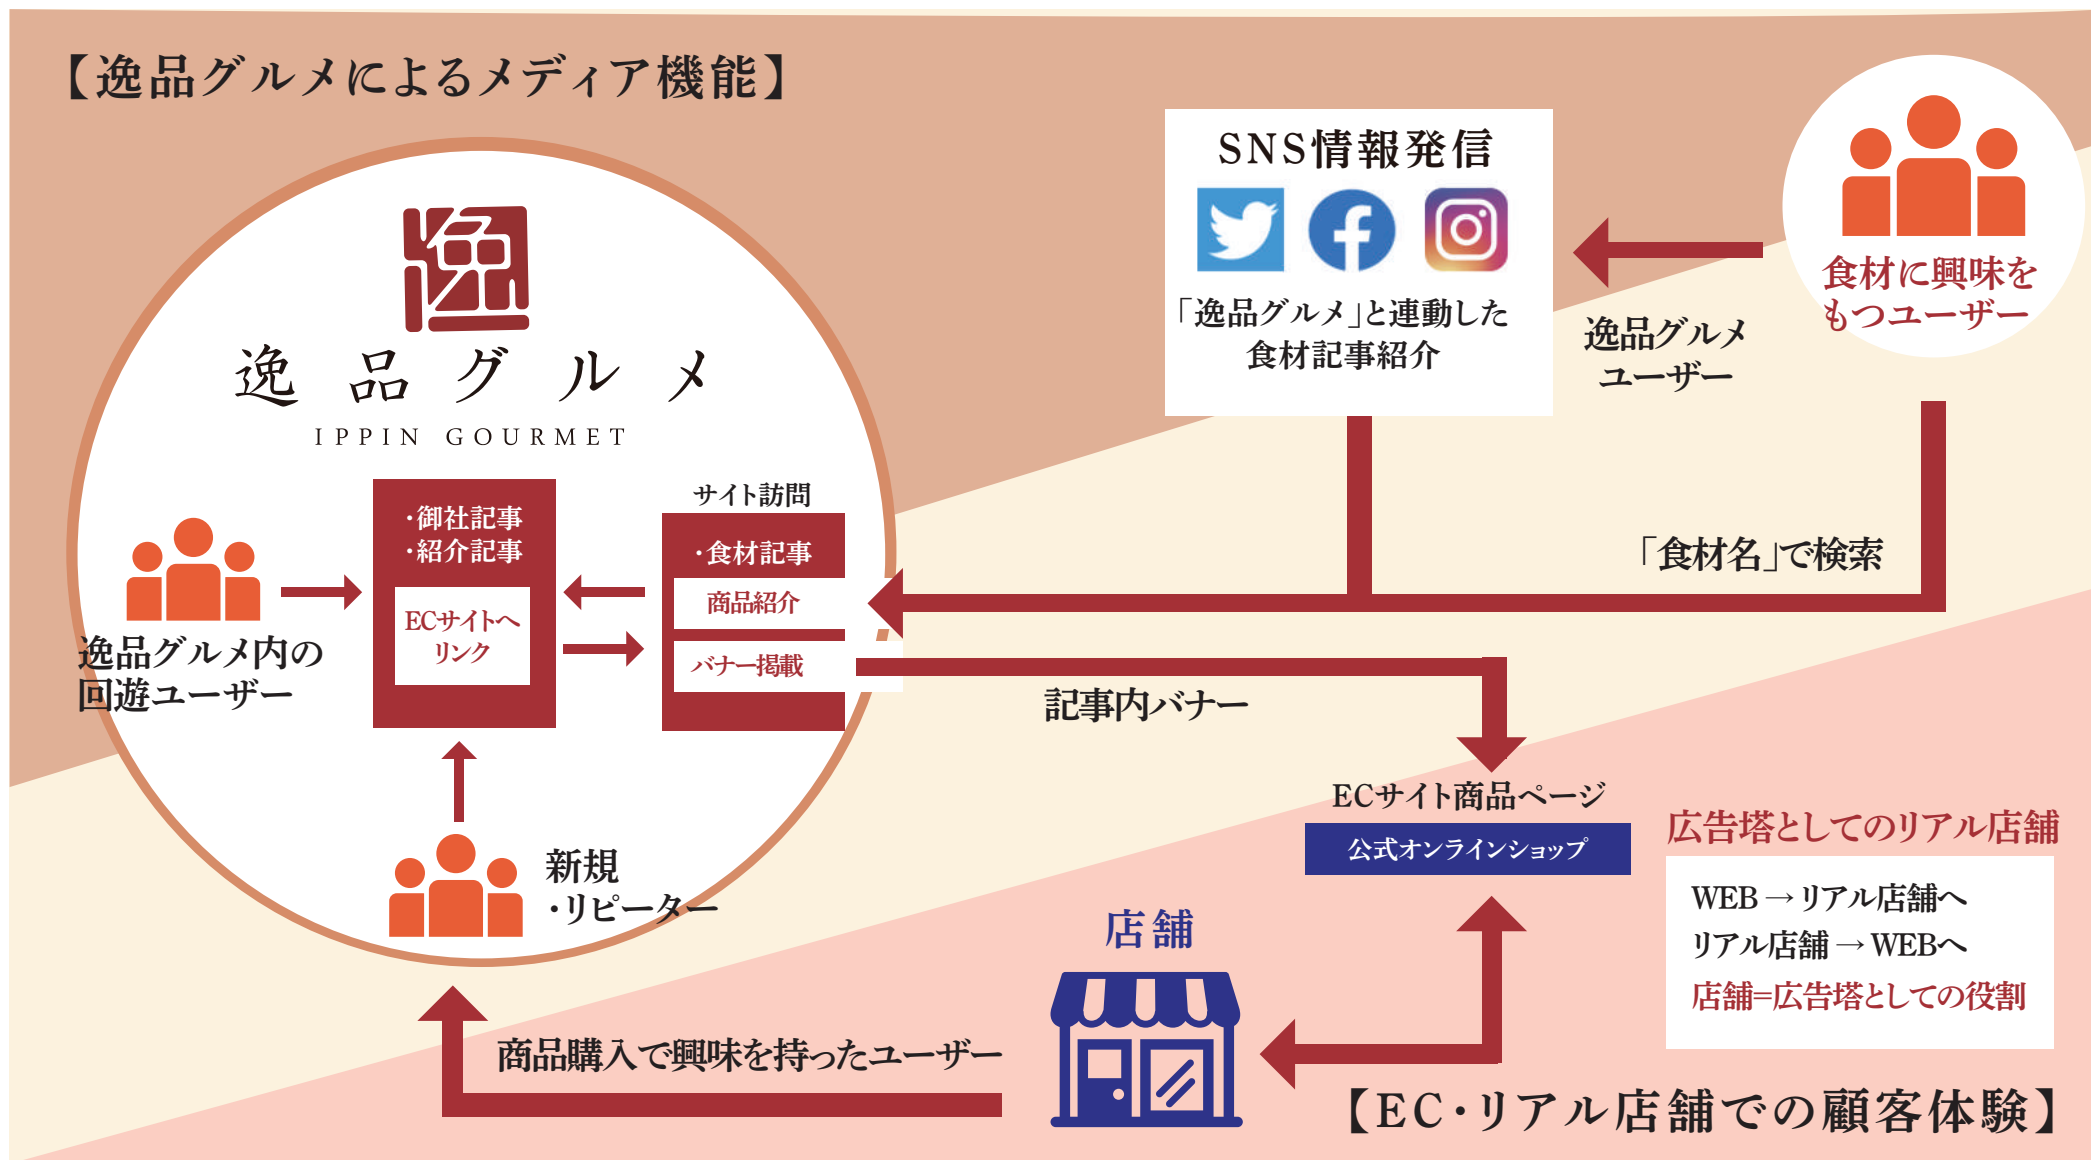 【逸品グルメによるメディア機能】
SNS情報発信
「逸品グルメ」と連動した
食材記事紹介
食材に興味を
もつユーザー
逸品グルメ
ユーザー
逸
逸品グルメ
IPPIN GOURMET
サイト訪問
・御社記事
・紹介記事
ECサイトへ
リンク
・食材記事
商品紹介
バナー掲載
「食材名」で検索
逸品グルメ内の
回遊ユーザー
記事内バナー
新規
・リピーター
ECサイト商品ページ
公式オンラインショップ
広告塔としてのリアル店舗
WEB→リアル店舗へ
リアル店舗→WEBへ
店舗=広告塔としての役割
店舗
商品購入で興味を持ったユーザー
【EC・リアル店舗での顧客体験】